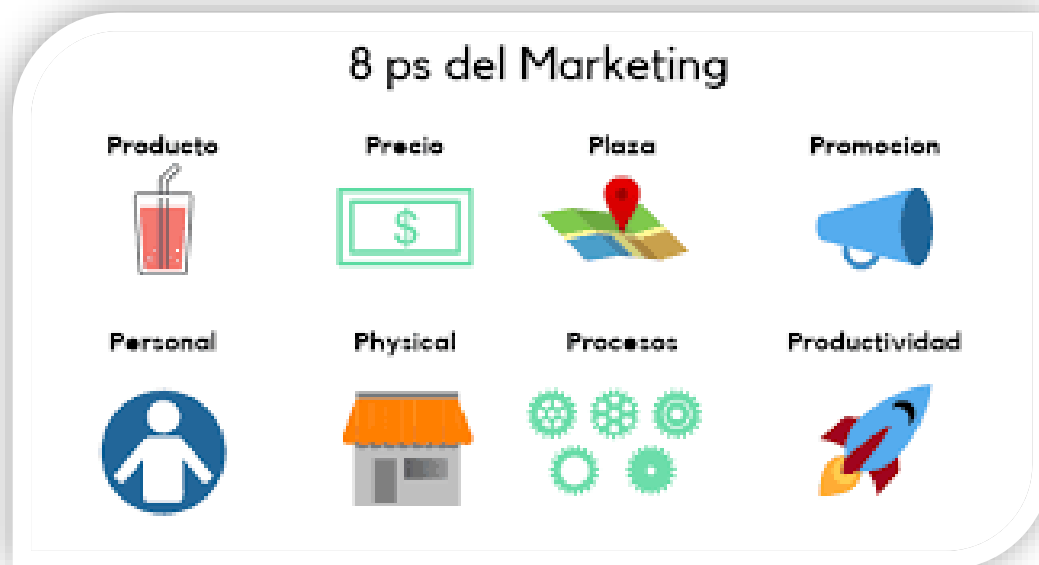 8 ps del Marketing
Producto Precio Plaza Promocion
$
Personal Physical Procesos Productividad